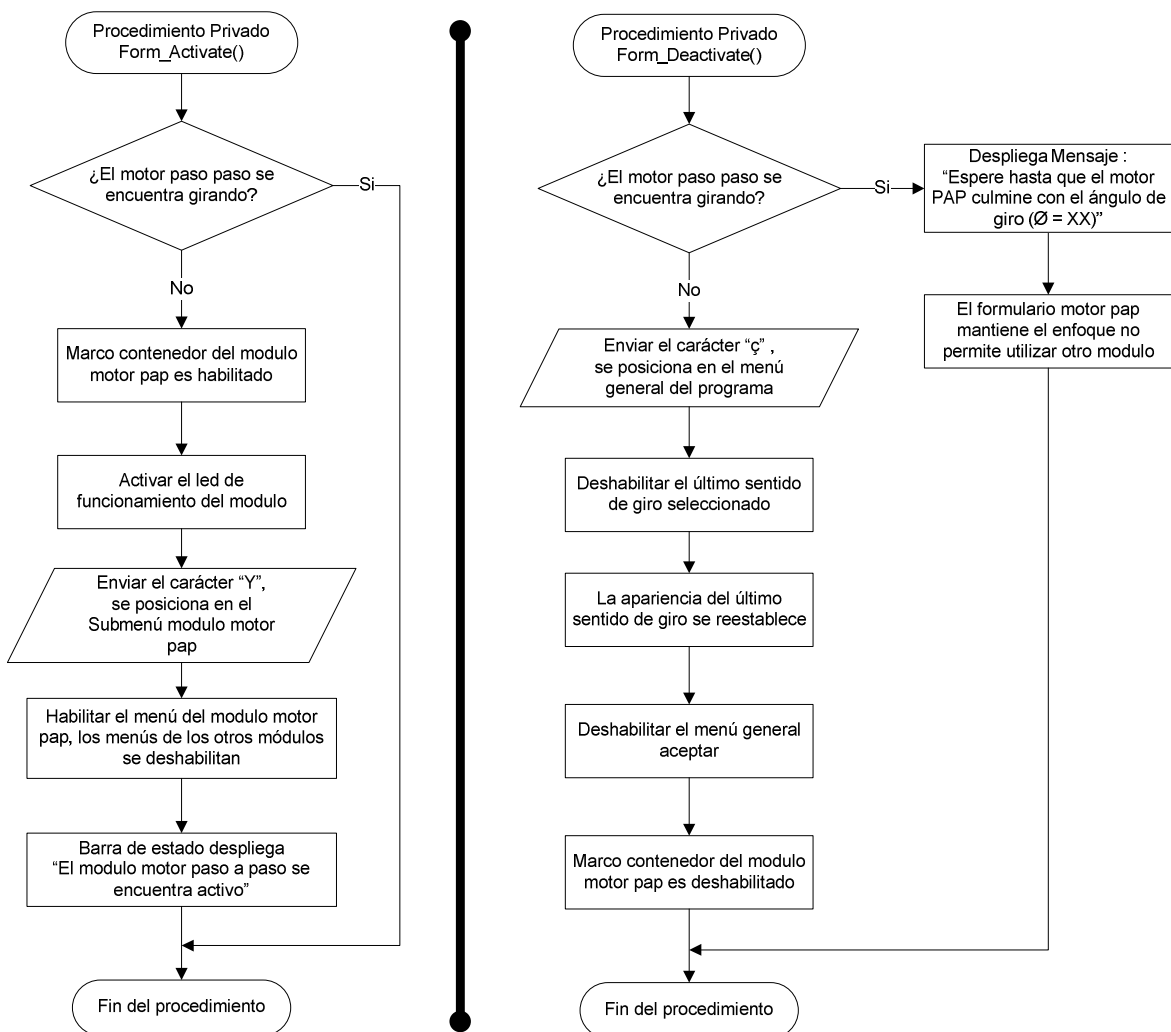 Procedimiento Privado
Form_Activate()
¿El motor paso paso se
encuentra girando?
Si
No
Marco contenedor del modulo
motor pap es habilitado
Activar el led de
funcionamiento del modulo
Enviar el carácter “Y”,
se posiciona en el
Submenú modulo motor
pap
Habilitar el menú del modulo motor
pap, los menús de los otros módulos
se deshabilitan
Barra de estado despliega
“El modulo motor paso a paso se
encuentra activo”
Fin del procedimiento
Procedimiento Privado
Form_Deactivate()
¿El motor paso paso se
encuentra girando?
Si
Despliega Mensaje :
“Espere hasta que el motor
PAP culmine con el ángulo de
giro (Ø = XX)”
El formulario motor pap
mantiene el enfoque no
permite utilizar otro modulo
No
Enviar el carácter “ç” ,
se posiciona en el menú
general del programa
Deshabilitar el último sentido
de giro seleccionado
La apariencia del último
sentido de giro se reestablece
Deshabilitar el menú general
aceptar
Marco contenedor del modulo
motor pap es deshabilitado
Fin del procedimiento